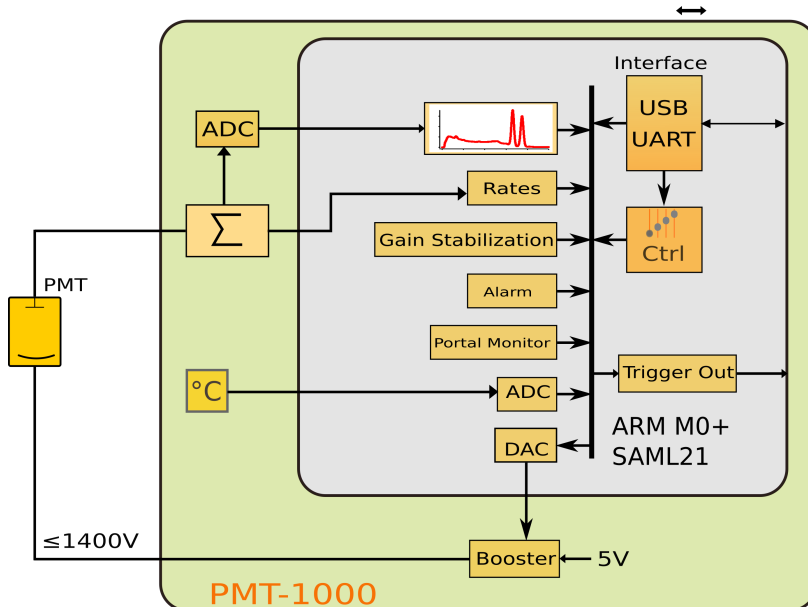 Interface
USB
UART
ADC
Rates
Σ
Gain Stabilization
Ctrl
PMT
Alarm
Portal Monitor
Trigger Out
°C
ADC
ARM M0+
SAML21
DAC
≤1400V
Booster
5V
PMT-1000